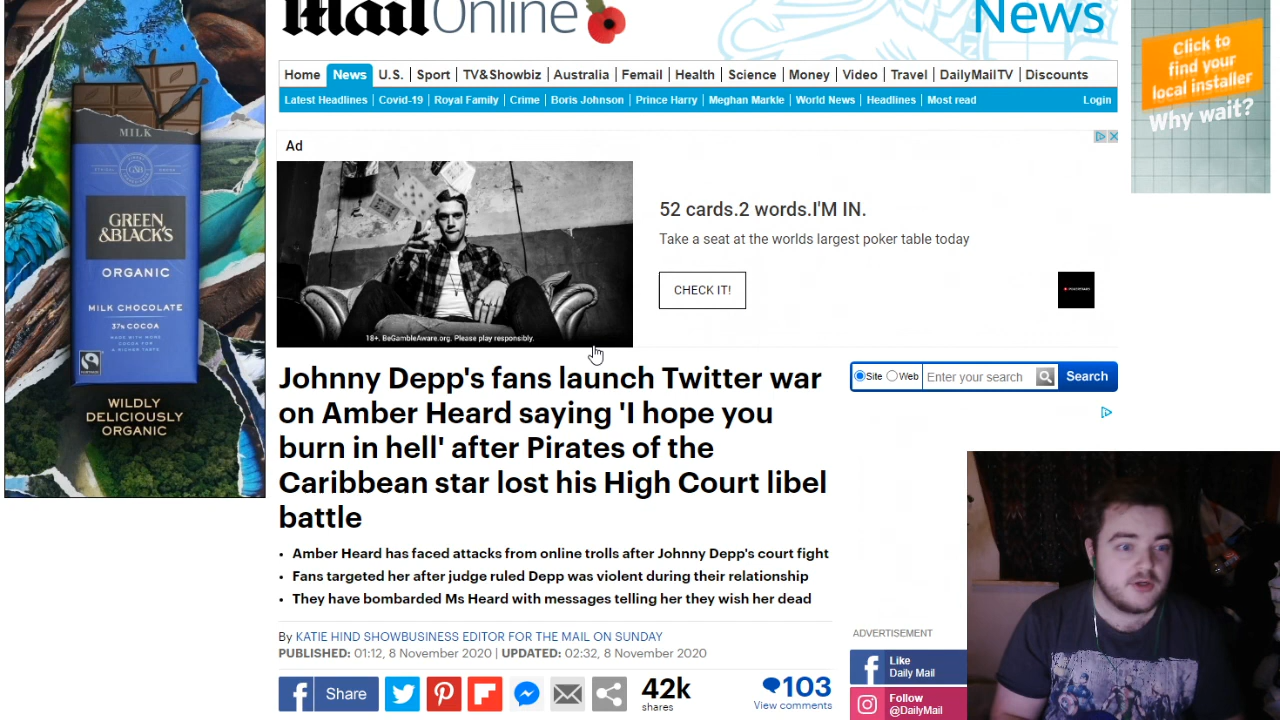 MailOnline
News
Home News U.S. Sport TV&Showbiz Australia Femail Health Science Money Video Travel DailyMailTV Discounts
Latest Headlines Covid-19 Royal Family Crime Boris Johnson Prince Harry Meghan Markle World News Headlines Most read Login
Click to
find your
local installer
Why wait?
MILK
GREEN
&BLACK'S
ORGANIC
MILK CHOCOLATE
37% COCOA
WILDLY
DELICIOUSLY
ORGANIC
Ad
18+. BeGambleAware.org. Please play responsibly.
52 cards.2 words.I'M IN.
Take a seat at the worlds largest poker table today
CHECK IT!
Johnny Depp's fans launch Twitter war
on Amber Heard saying 'I hope you
burn in hell' after Pirates of the
Caribbean star lost his High Court libel
battle
Site Web Enter your search Search
Amber Heard has faced attacks from online trolls after Johnny Depp's court fight
Fans targeted her after judge ruled Depp was violent during their relationship
They have bombarded Ms Heard with messages telling her they wish her dead
By KATIE HIND SHOWBUSINESS EDITOR FOR THE MAIL ON SUNDAY
PUBLISHED: 01:12, 8 November 2020 | UPDATED: 02:32, 8 November 2020
Share
42k
shares
103
View comments
ADVERTISEMENT
Like
Daily Mail
Follow
@DailyMail